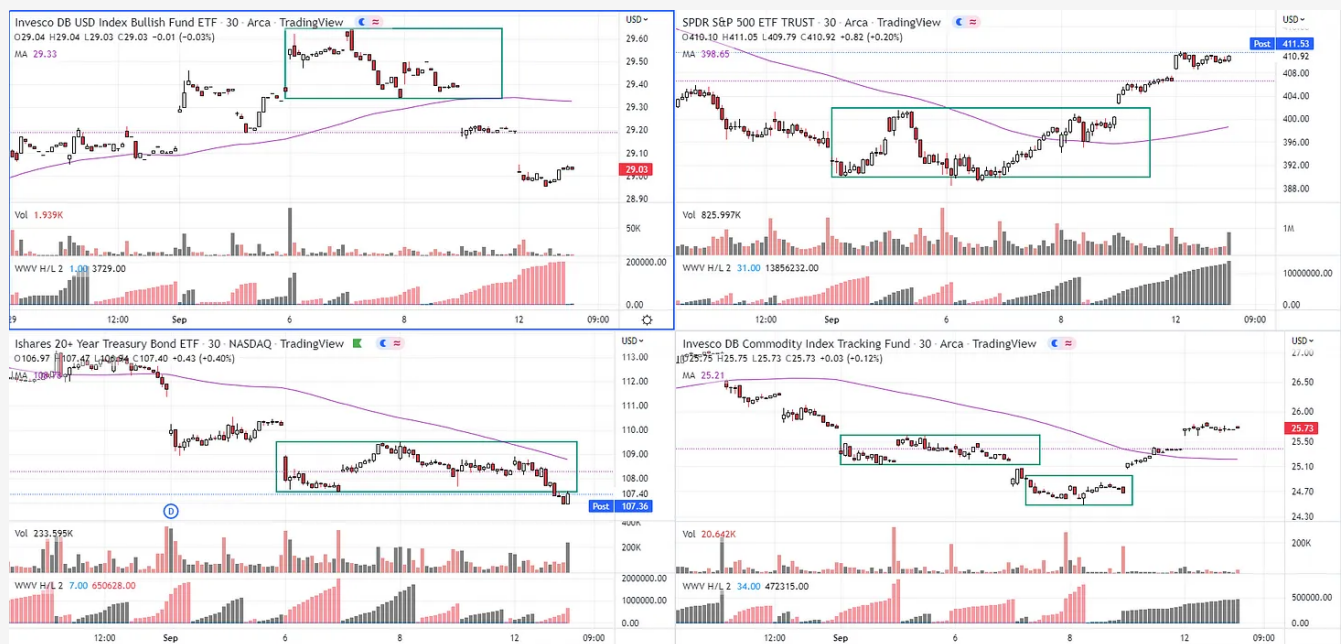 Invesco DB USD Index Bullish Fund ETF · 30 · Arca · TradingView
USD
O29.04 H29.04 L29.03 C29.03 −0.01 (−0.03%)
MA 29.33
29.60
29.50
29.40
29.30
29.20
29.10
29.03
29.00
28.90
Vol 1.939K
50K
WWV H/L 2 1.00 3729.00
200000.00
0.00
29 12:00 Sep 6 8 12 09:00
SPDR S&P 500 ETF TRUST · 30 · Arca · TradingView
USD
O410.10 H411.05 L409.79 C410.92 +0.82 (+0.20%)
MA 398.65
Post 411.53
410.92
408.00
404.00
400.00
396.00
392.00
388.00
Vol 825.997K
1M
WWV H/L 2 31.00 13856232.00
10000000.00
0.00
12:00 Sep 6 8 12 09:00
Ishares 20+ Year Treasury Bond ETF · 30 · NASDAQ · TradingView
USD
O106.97 H107.47 L106.94 C107.40 +0.43 (+0.40%)
MA
113.00
112.00
111.00
110.00
109.00
108.00
107.40
Post 107.36
D
Vol 233.595K
400K
200K
WWV H/L 2 7.00 650628.00
2000000.00
1000000.00
0.00
12:00 Sep 6 8 12 09:00
Invesco DB Commodity Index Tracking Fund · 30 · Arca · TradingView
USD
O25.75 H25.75 L25.73 C25.73 +0.03 (+0.12%)
MA 25.21
27.00
26.50
26.00
25.73
25.50
25.10
24.70
24.30
Vol 20.642K
200K
WWV H/L 2 34.00 472315.00
500000.00
0.00
12:00 Sep 6 8 12 09:00